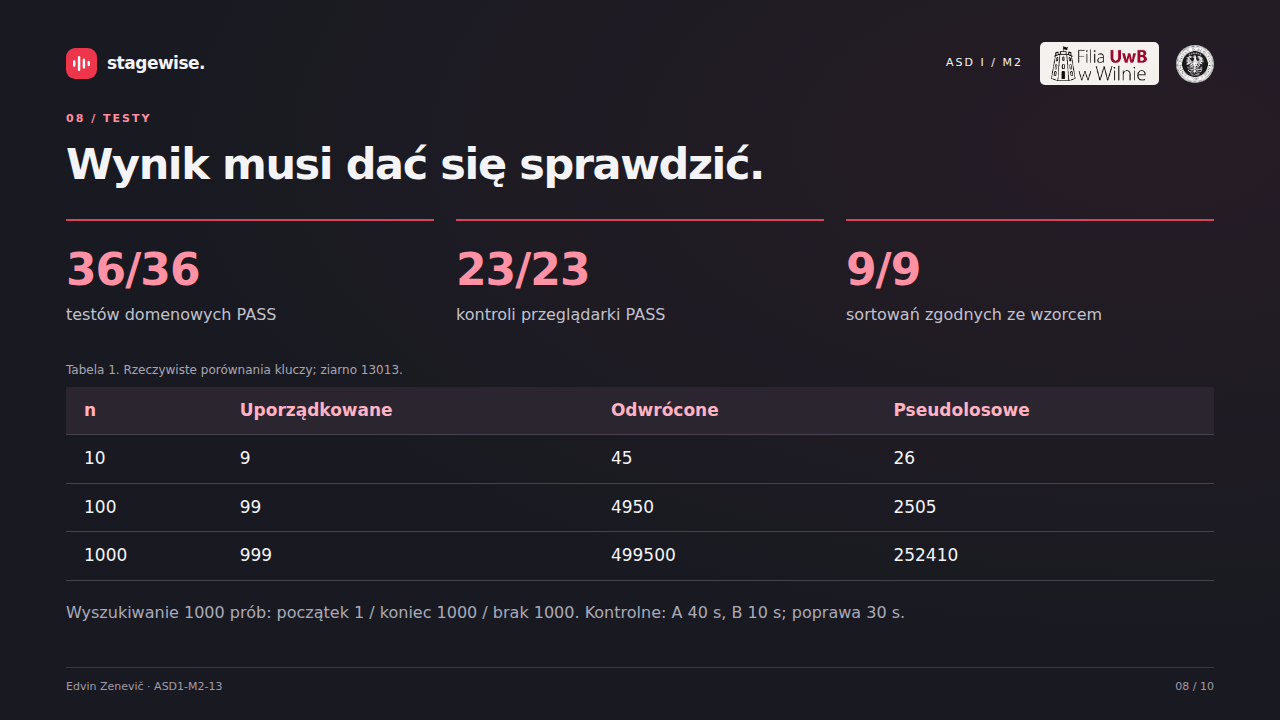 stagewise.
ASD I / M2
Filia UwB
w Wilnie
08 / TESTY
Wynik musi dać się sprawdzić.
36/36
testów domenowych PASS
23/23
kontroli przeglądarki PASS
9/9
sortowań zgodnych ze wzorcem
Tabela 1. Rzeczywiste porównania kluczy; ziarno 13013.
n Uporządkowane Odwrócone Pseudolosowe
10 9 45 26
100 99 4950 2505
1000 999 499500 252410
Wyszukiwanie 1000 prób: początek 1 / koniec 1000 / brak 1000. Kontrolne: A 40 s, B 10 s; poprawa 30 s.
Edvin Zenevič · ASD1-M2-13
08 / 10